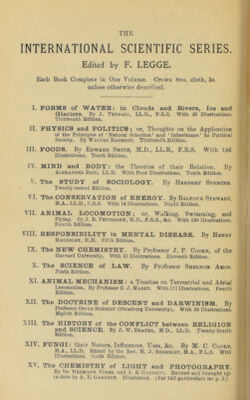 THE
INTERNATIONAL SCIENTIFIC SERIES.
Edited by F. LEGGE.
Each Book Complete in One Volume. Crown 8vo, cloth, 5s.
unless otherwise described.
I. FORMS of WATER: in Clouds and Rivers, Ice and
Glaciers. By J. Tyndall, LL.D., F.R.S. With 25 Illustrations.
Thirteenth Edition.
II. PHYSICS and POLITICS; or, Thoughts on the Application
of the Principles of 'Natural Selection' and 'Inheritance' to Political
Society. By Walter Bagehot. Thirteenth Edition.
III. FOODS. By Edward Smith, M.D., LL.B., F.R.S. With 156
Illustrations. Tenth Edition.
IV. MIND and BODY: the Theories of their Relation. By
Alexander Bain, LL.D. With Four Illustrations. Tenth Edition.
V. The STUDY of SOCIOLOGY. By Herbert Spencer.
Twenty-second Edition.
VI. The CONSERVATION of ENERGY. By Balfour Stewart,
M.A., LL.D., F.R.S. With 14 Illustrations. Ninth Edition.
VII. ANIMAL LOCOMOTION; or, Walking, Swimming, and
Flying. By J. B. Pettigrew, M.D., F.R.S., &c. With 130 Illustrations.
Fourth Edition.
VIII. RESPONSIBILITY in MENTAL DISEASE. By Henry
Maudsley, M.D. Fifth Edition.
IX. The NEW CHEMISTRY. By Professor J. P. Cooke, of the
Harvard University. With 31 Illustrations. Eleventh Edition.
X. The SCIENCE of LAW. By Professor Sheldon Amos.
Ninth Edition.
XI. ANIMAL MECHANISM: a Treatise on Terrestrial and Aërial
Locomotion. By Professor E. J. Marey. With 117 Illustrations. Fourth
Edition.
XII. The DOCTRINE of DESCENT and DARWINISM. By
Professor Oscar Schmidt (Strasburg University). With 26 Illustrations.
Eighth Edition.
XIII. The HISTORY of the CONFLICT between RELIGION
and SCIENCE. By J. W. Draper, M.D., LL.D. Twenty-fourth
Edition.
XIV. FUNGI: their Nature, Influences, Uses, &c. By M. C. Cooke,
M.A., LL.D. Edited by the Rev. M. J. Berkeley, M.A., F.L.S. With
Illustrations. Sixth Edition.
XV. The CHEMISTRY of LIGHT and PHOTOGRAPHY.
By Dr. Hermann Vogel and A. E. Garrett. Revised and brought up-
to-date by A. E. Garrett. Illustrated. (For full particulars see p. 2.)